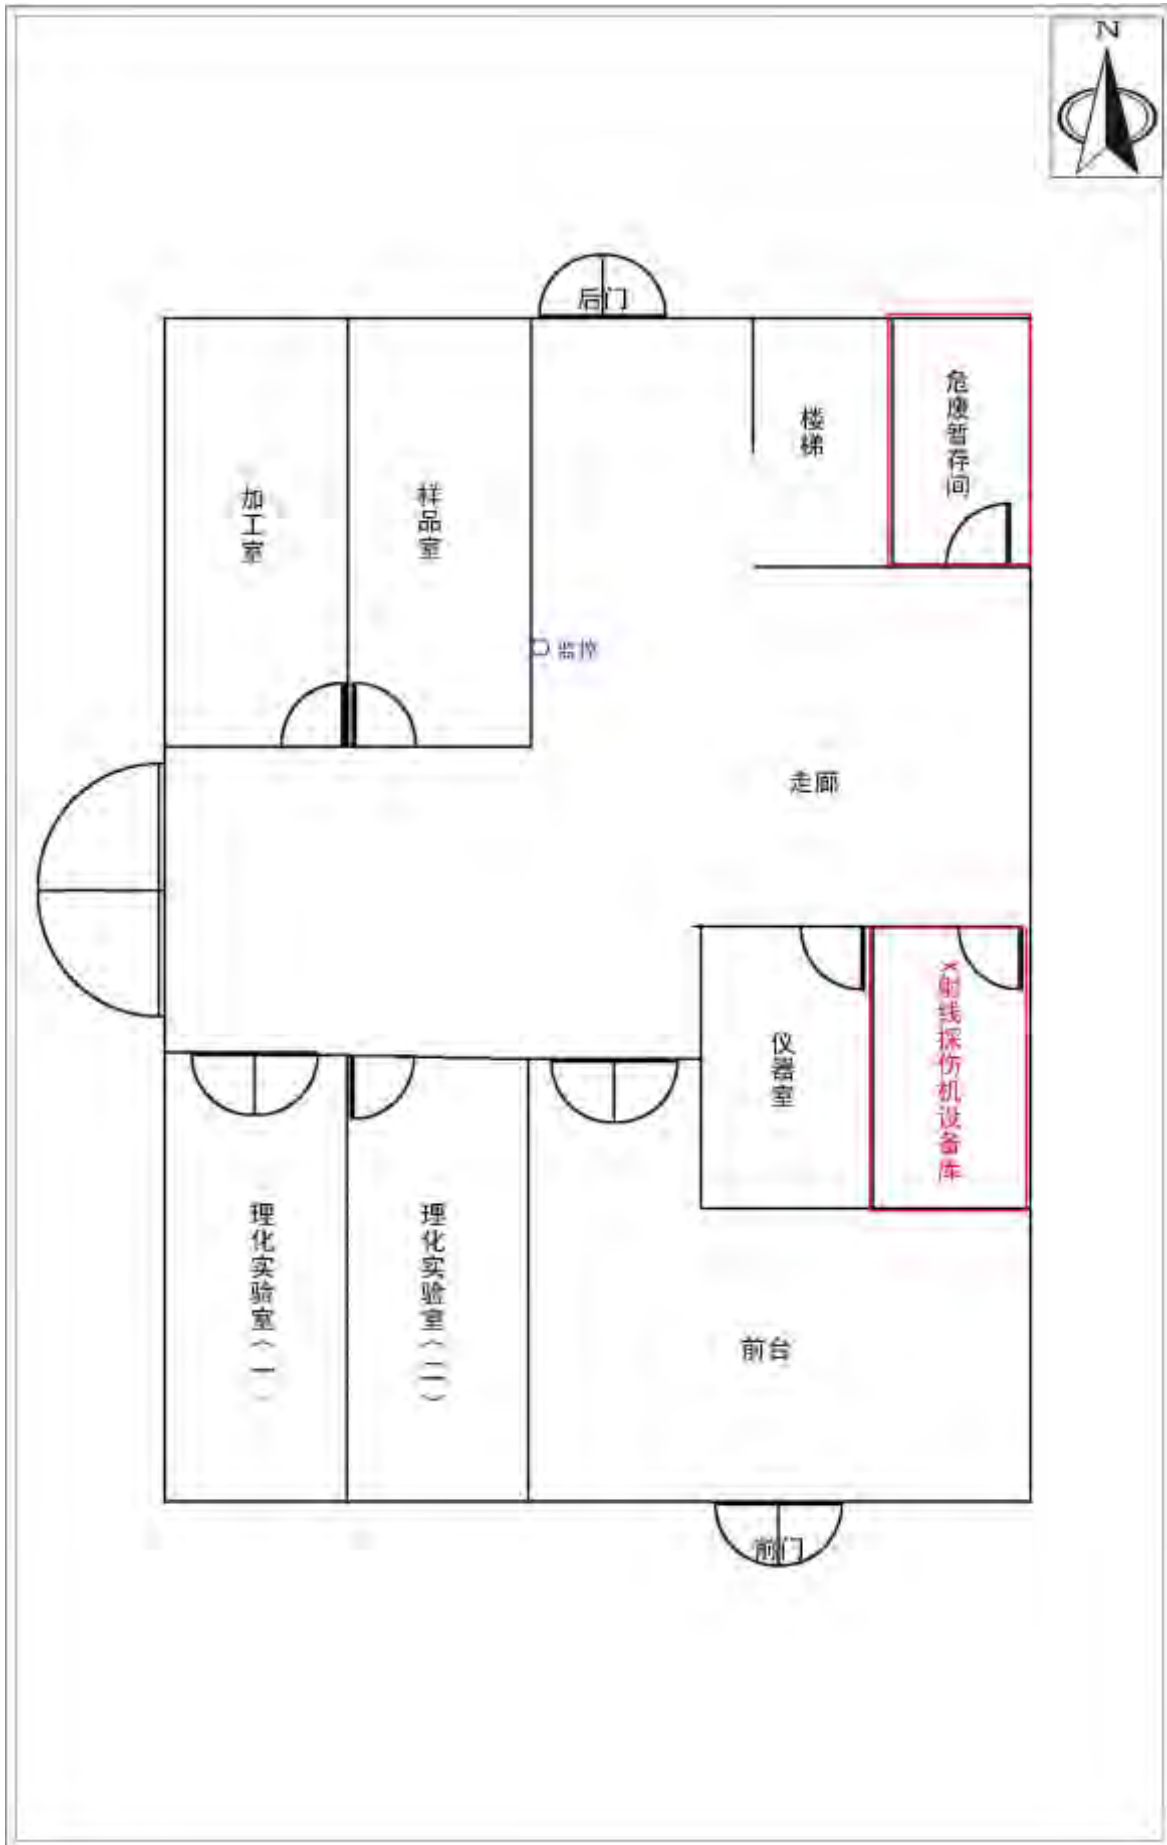 N
后门
危废暂存间
楼梯
加工室
样品室
监控
走廊
X射线探伤机设备库
仪器室
理化实验室（一）
理化实验室（二）
前台
前门